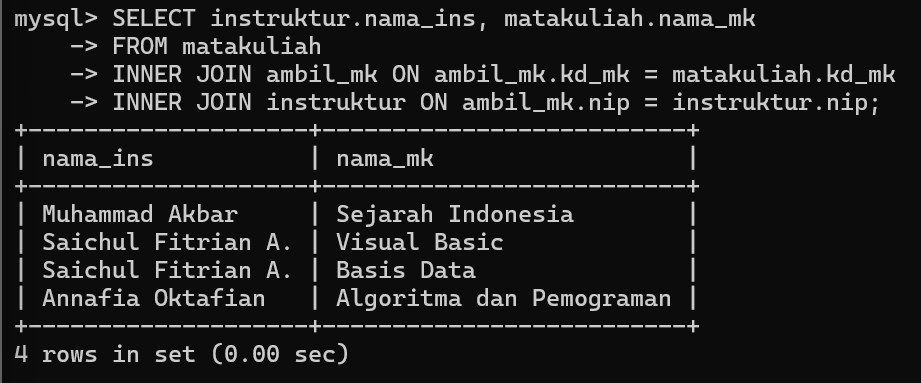 mysql> SELECT instruktur.nama_ins, matakuliah.nama_mk
    -> FROM matakuliah
    -> INNER JOIN ambil_mk ON ambil_mk.kd_mk = matakuliah.kd_mk
    -> INNER JOIN instruktur ON ambil_mk.nip = instruktur.nip;
+--------------------+--------------------------+
| nama_ins           | nama_mk                  |
+--------------------+--------------------------+
| Muhammad Akbar     | Sejarah Indonesia        |
| Saichul Fitrian A. | Visual Basic             |
| Saichul Fitrian A. | Basis Data               |
| Annafia Oktafian   | Algoritma dan Pemograman |
+--------------------+--------------------------+
4 rows in set (0.00 sec)